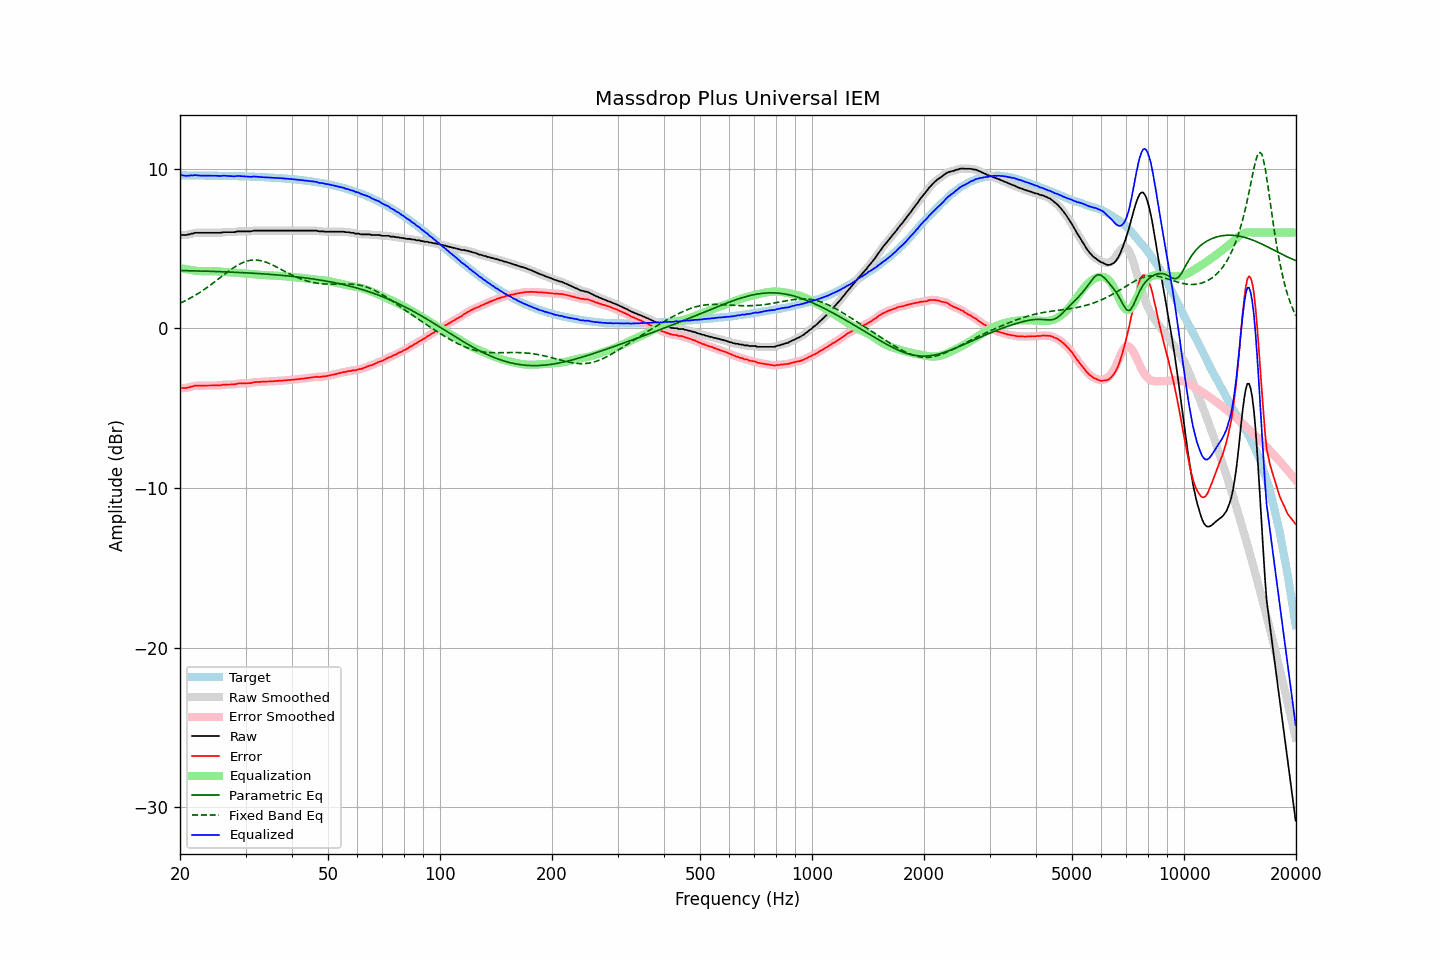 Massdrop Plus Universal IEM
Amplitude (dBr)
10
0
−10
−20
−30
Target
Raw Smoothed
Error Smoothed
Raw
Error
Equalization
Parametric Eq
Fixed Band Eq
Equalized
20 50 100 200 500 1000 2000 5000 10000 20000
Frequency (Hz)